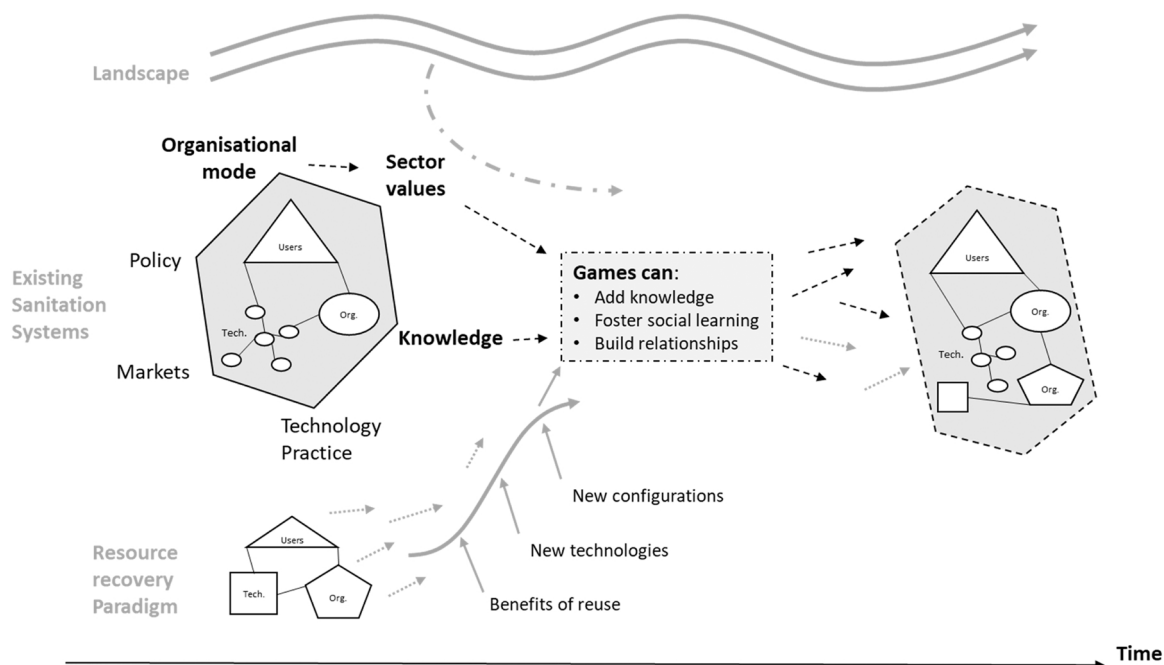 Landscape
Organisational
mode
Sector
values
Users
Policy
Org.
Tech.
Knowledge
Markets
Technology
Practice
Existing
Sanitation
Systems
Games can:
• Add knowledge
• Foster social learning
• Build relationships
Users
Org.
Tech.
Org.
New configurations
New technologies
Benefits of reuse
Resource
recovery
Paradigm
Users
Tech.
Org.
Time